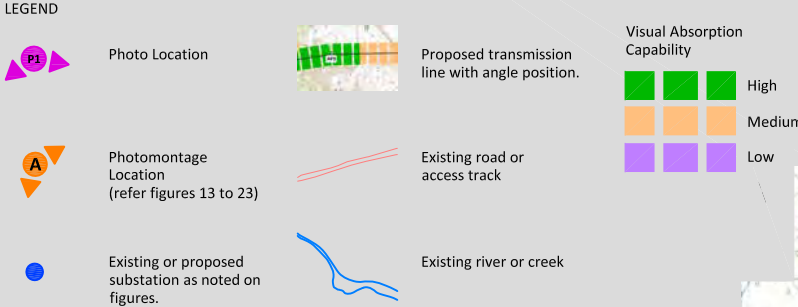 LEGEND
P1
Photo Location
A
Photomontage
Location
(refer figures 13 to 23)
Existing or proposed
substation as noted on
figures.
Proposed transmission
line with angle position.
Existing road or
access track
Existing river or creek
Visual Absorption
Capability
High
Medium
Low